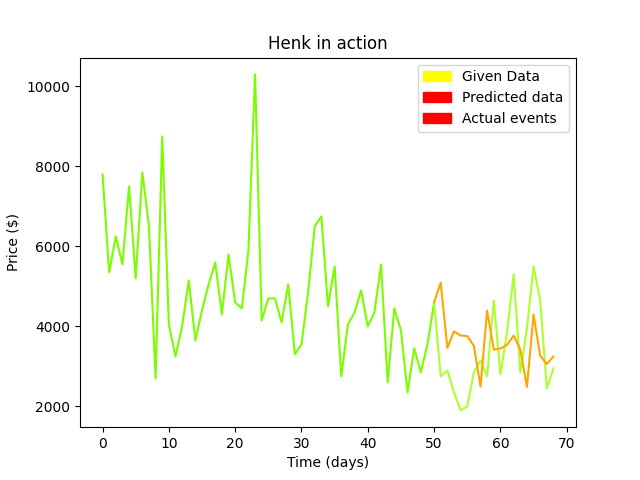 Henk in action
Given Data
Predicted data
Actual events
Price ($)
10000
8000
6000
4000
2000
0 10 20 30 40 50 60 70
Time (days)